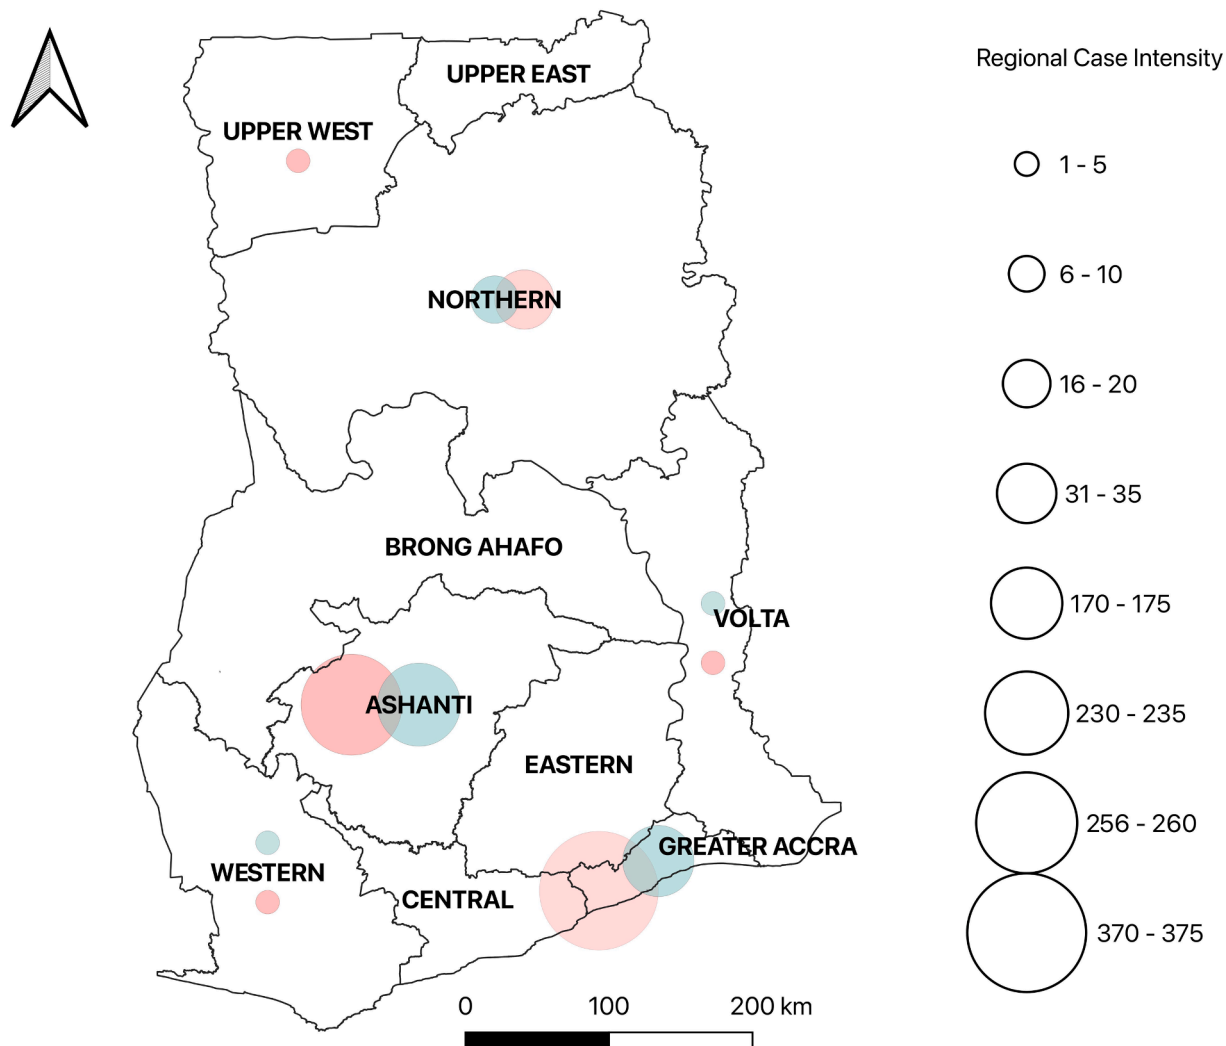 Regional Case Intensity
UPPER EAST
UPPER WEST
1 - 5
6 - 10
NORTHERN
16 - 20
31 - 35
BRONG AHAFO
170 - 175
VOLTA
ASHANTI
230 - 235
EASTERN
256 - 260
GREATER ACCRA
WESTERN
CENTRAL
370 - 375
0 100 200 km